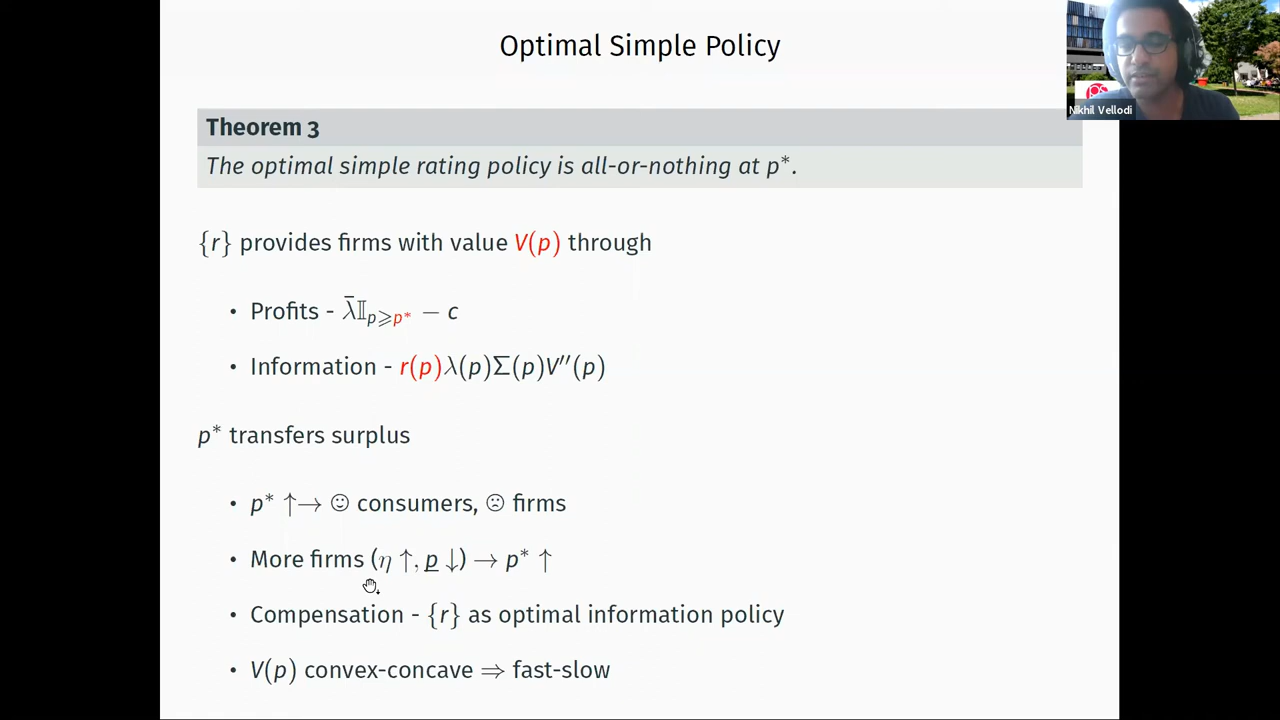 Optimal Simple Policy
Nikhil Vellodi
Theorem 3
The optimal simple rating policy is all-or-nothing at p*.
{r} provides firms with value V(p) through
• Profits - λ̄𝕀_{p⩾p*} − c
• Information - r(p)λ(p)Σ(p)V′′(p)
p* transfers surplus
• p* ↑→ ☺ consumers, ☹ firms
• More firms (η ↑, p̲ ↓) → p* ↑
• Compensation - {r} as optimal information policy
• V(p) convex-concave ⇒ fast-slow